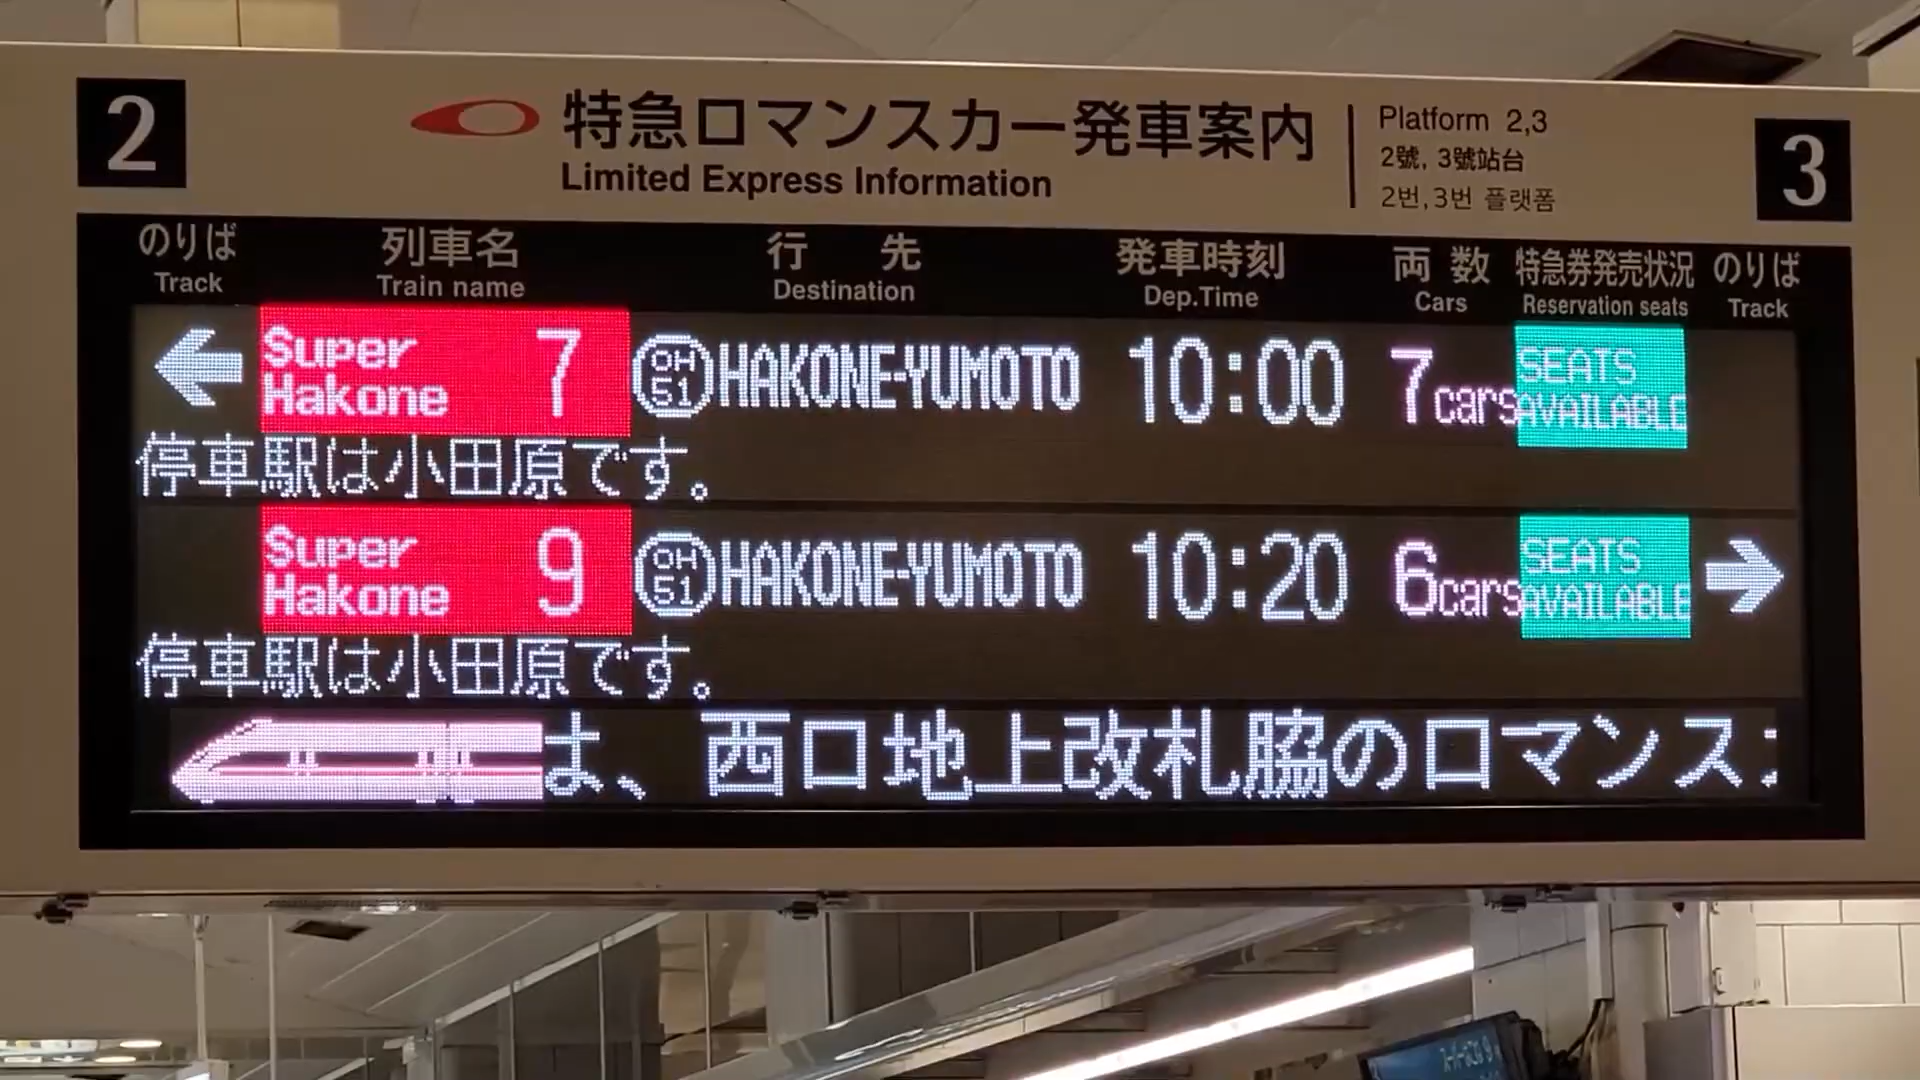 2
特急ロマンスカー発車案内
Limited Express Information
Platform 2,3
2號, 3號站台
2번,3번 플랫폼
3
のりば 列車名 行先 発車時刻 両数 特急券発売状況 のりば
Track Train name Destination Dep.Time Cars Reservation seats Track
← Super Hakone 7 OH 51 HAKONE-YUMOTO 10:00 7cars SEATS AVAILABLE
停車駅は小田原です。
Super Hakone 9 OH 51 HAKONE-YUMOTO 10:20 6cars SEATS AVAILABLE →
停車駅は小田原です。
は、西口地上改札脇のロマンス